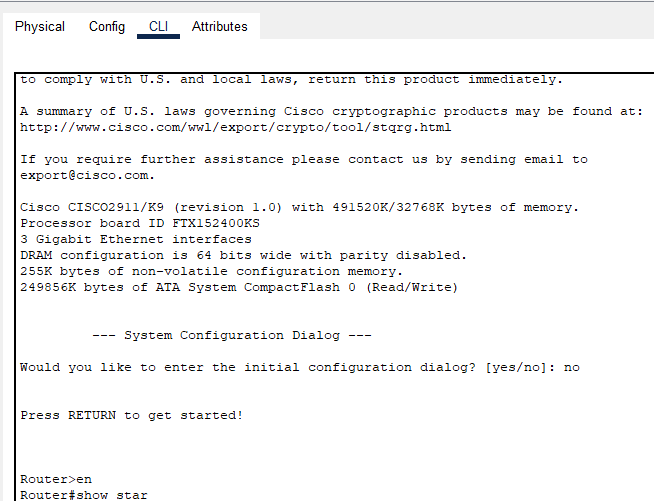 Physical Config CLI Attributes
to comply with U.S. and local laws, return this product immediately.
A summary of U.S. laws governing Cisco cryptographic products may be found at:
http://www.cisco.com/wwl/export/crypto/tool/stqrg.html
If you require further assistance please contact us by sending email to
export@cisco.com.
Cisco CISCO2911/K9 (revision 1.0) with 491520K/32768K bytes of memory.
Processor board ID FTX152400KS
3 Gigabit Ethernet interfaces
DRAM configuration is 64 bits wide with parity disabled.
255K bytes of non-volatile configuration memory.
249856K bytes of ATA System CompactFlash 0 (Read/Write)
--- System Configuration Dialog ---
Would you like to enter the initial configuration dialog? [yes/no]: no
Press RETURN to get started!
Router>en
Router#show star